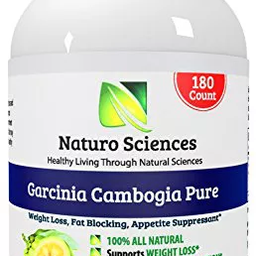 180
Count
Naturo Sciences
Healthy Living Through Natural Sciences
Garcinia Cambogia Pure
Weight Loss, Fat Blocking, Appetite Suppressant*
100% ALL NATURAL
Supports WEIGHT LOSS*